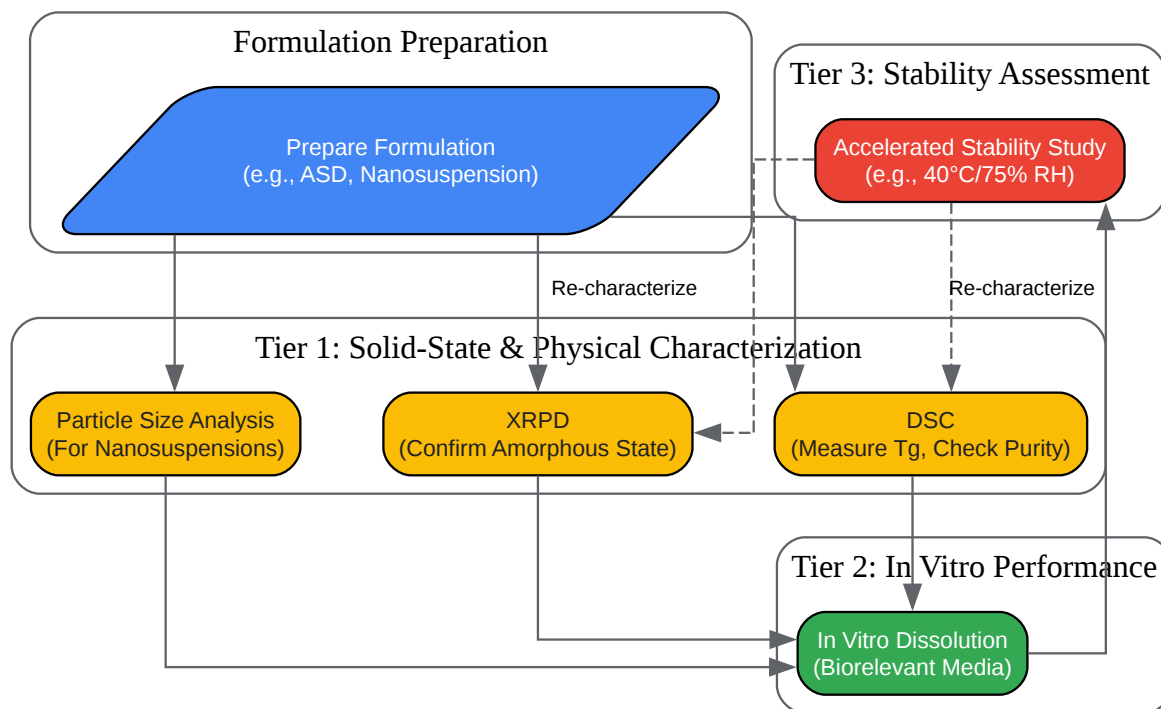 Formulation Preparation
Prepare Formulation
(e.g., ASD, Nanosuspension)
Tier 3: Stability Assessment
Accelerated Stability Study
(e.g., 40°C/75% RH)
Re-characterize
Re-characterize
Tier 1: Solid-State & Physical Characterization
Particle Size Analysis
(For Nanosuspensions)
XRPD
(Confirm Amorphous State)
DSC
(Measure Tg, Check Purity)
Tier 2: In Vitro Performance
In Vitro Dissolution
(Biorelevant Media)